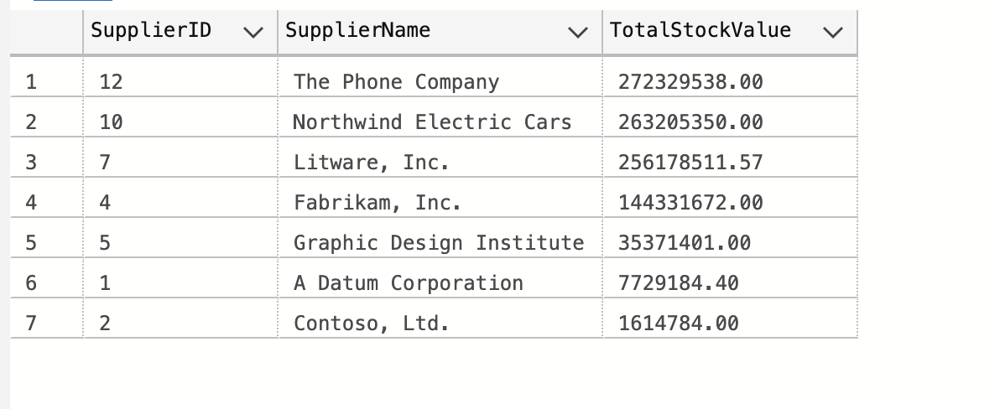 SupplierID SupplierName TotalStockValue
1 12 The Phone Company 272329538.00
2 10 Northwind Electric Cars 263205350.00
3 7 Litware, Inc. 256178511.57
4 4 Fabrikam, Inc. 144331672.00
5 5 Graphic Design Institute 35371401.00
6 1 A Datum Corporation 7729184.40
7 2 Contoso, Ltd. 1614784.00